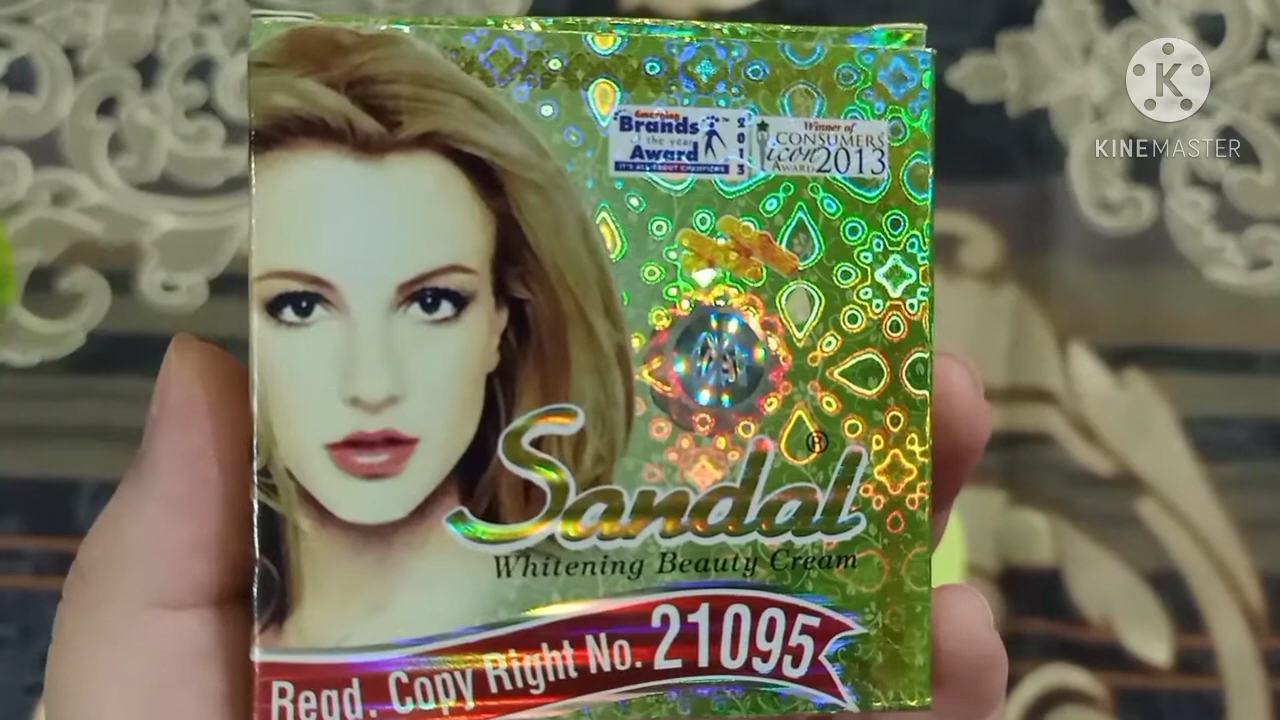 K
KINEMASTER
Emerging
Brands
of the year
Award
IT'S ALL ABOUT CHAMPIONS
2013
Winner of
CONSUMERS
icon 2013
AWARD
Sandal®
Whitening Beauty Cream
Regd. Copy Right No. 21095